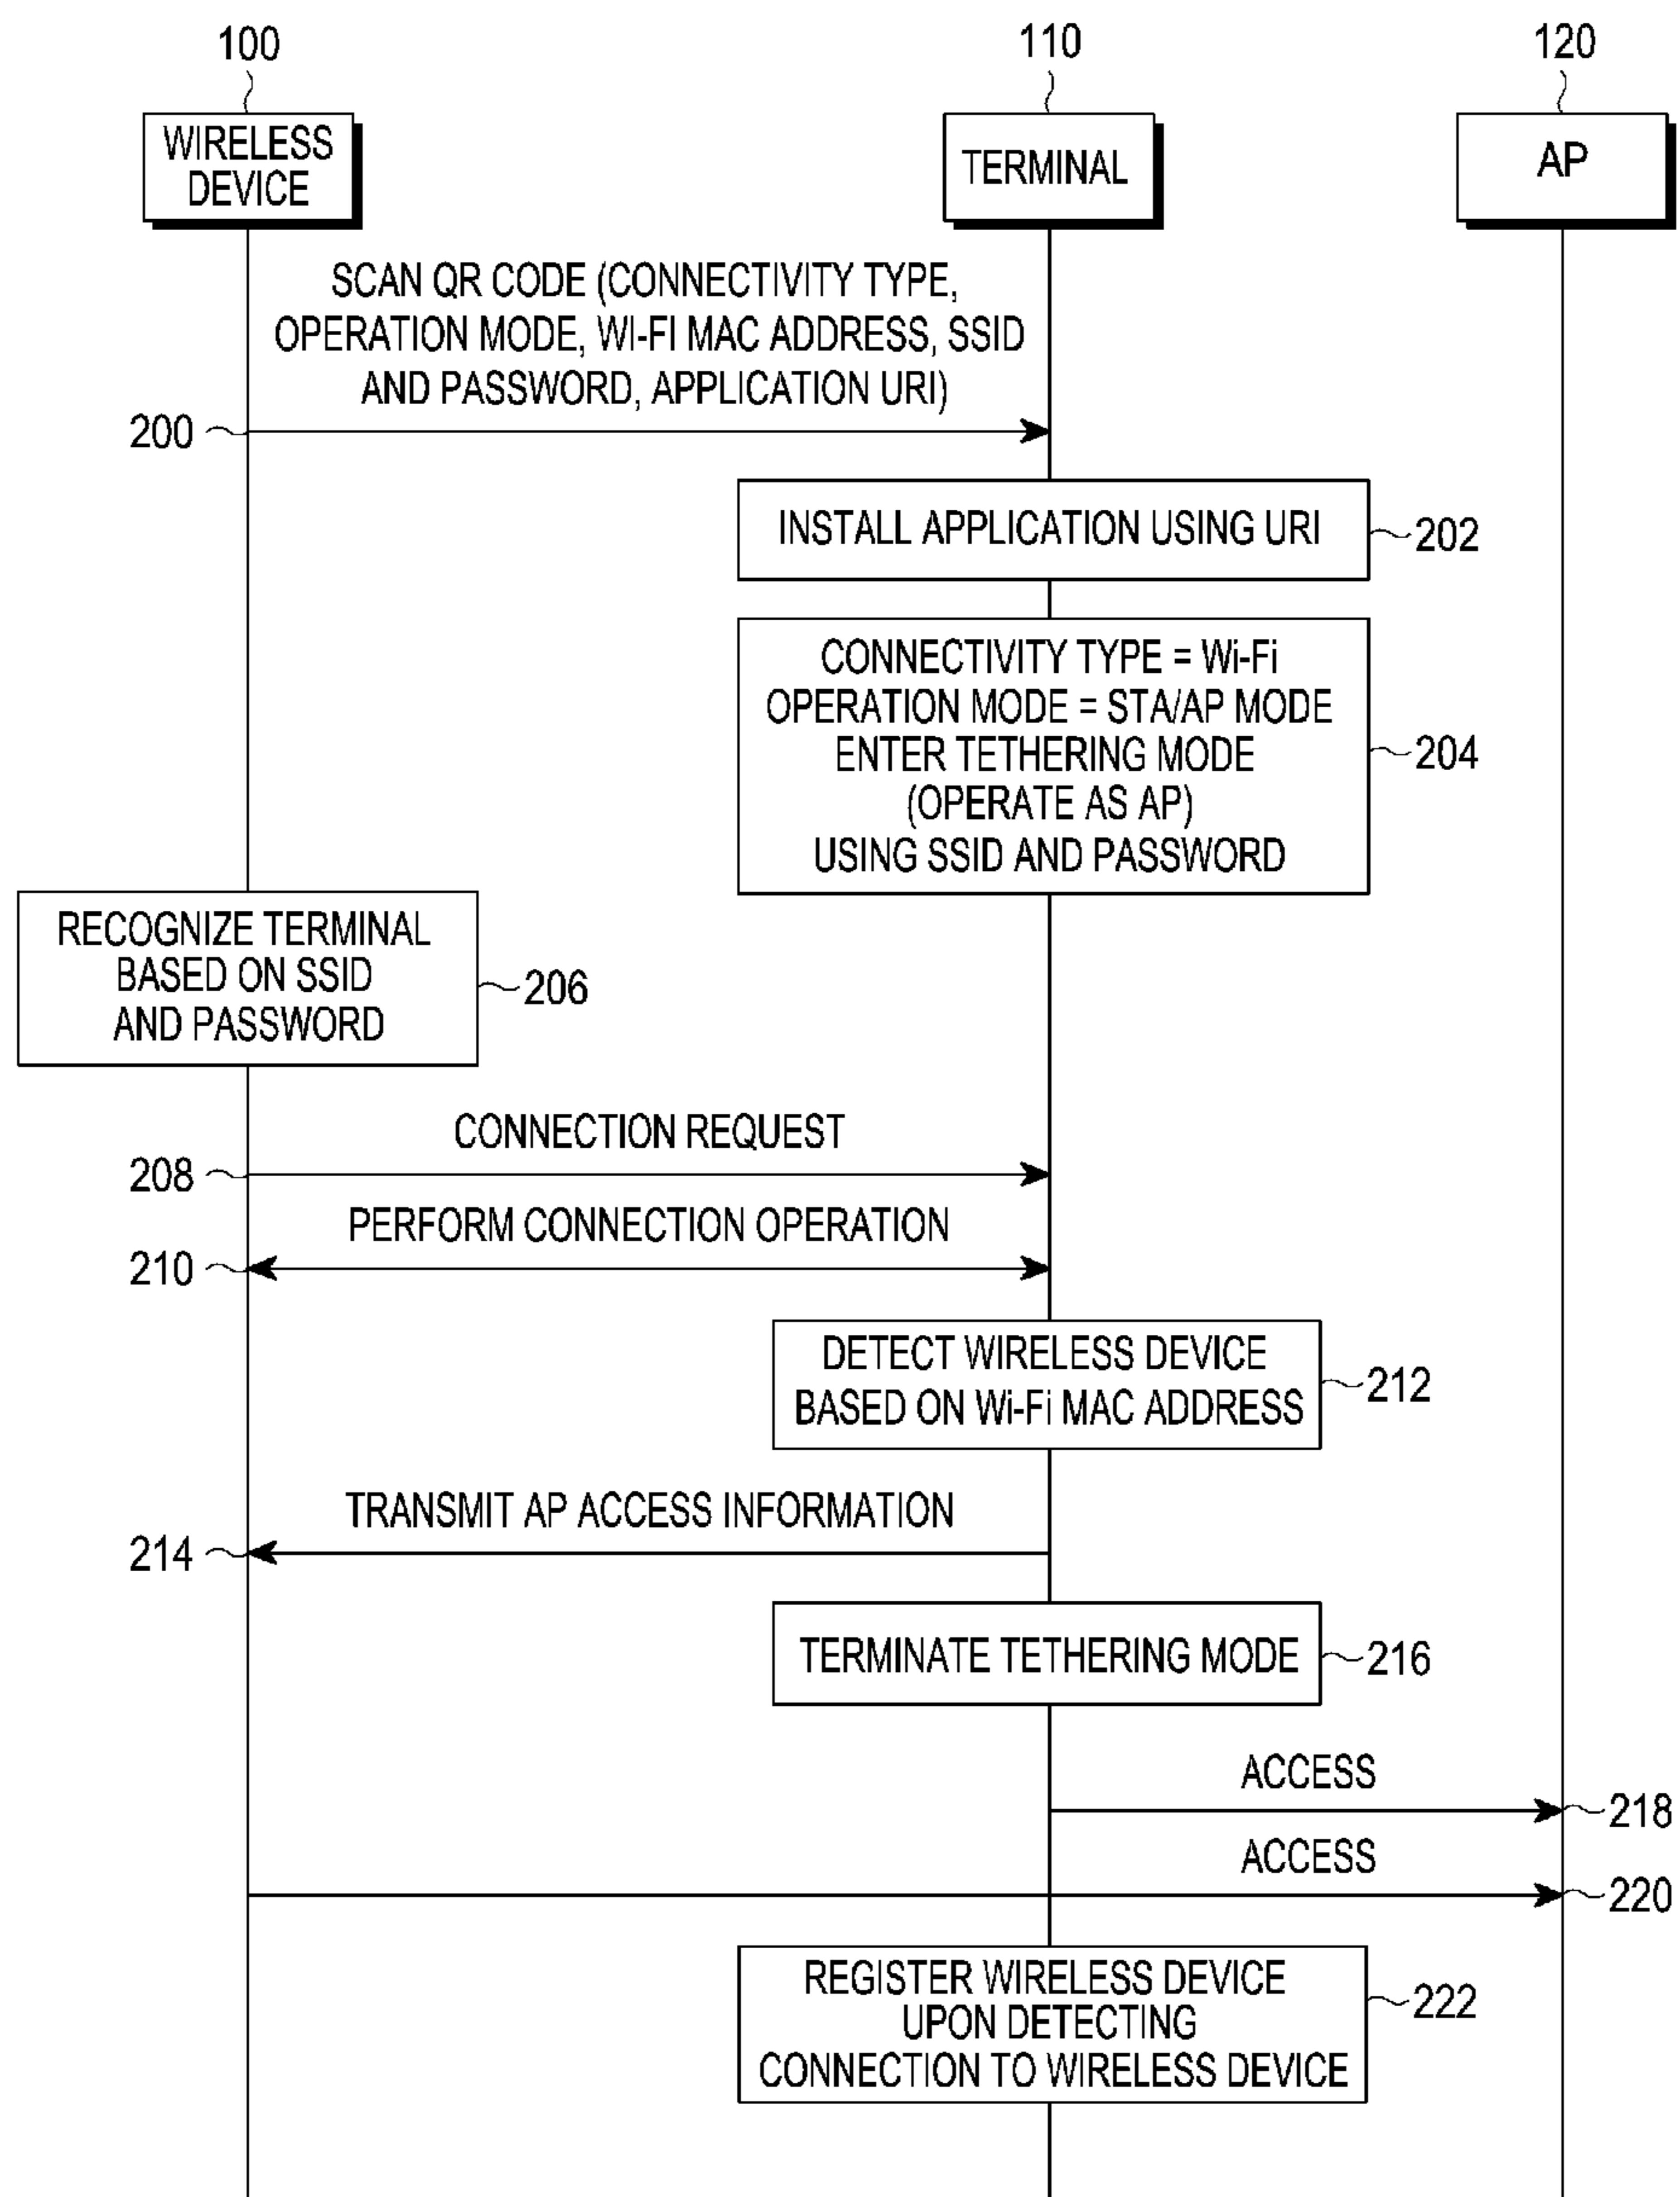 100
110
120
WIRELESS
DEVICE
TERMINAL
AP
SCAN QR CODE (CONNECTIVITY TYPE,
OPERATION MODE, WI-FI MAC ADDRESS, SSID
AND PASSWORD, APPLICATION URI)
200
INSTALL APPLICATION USING URI
202
CONNECTIVITY TYPE = Wi-Fi
OPERATION MODE = STA/AP MODE
ENTER TETHERING MODE
(OPERATE AS AP)
USING SSID AND PASSWORD
204
RECOGNIZE TERMINAL
BASED ON SSID
AND PASSWORD
206
CONNECTION REQUEST
208
PERFORM CONNECTION OPERATION
210
DETECT WIRELESS DEVICE
BASED ON Wi-Fi MAC ADDRESS
212
TRANSMIT AP ACCESS INFORMATION
214
TERMINATE TETHERING MODE
216
ACCESS
218
ACCESS
220
REGISTER WIRELESS DEVICE
UPON DETECTING
CONNECTION TO WIRELESS DEVICE
222